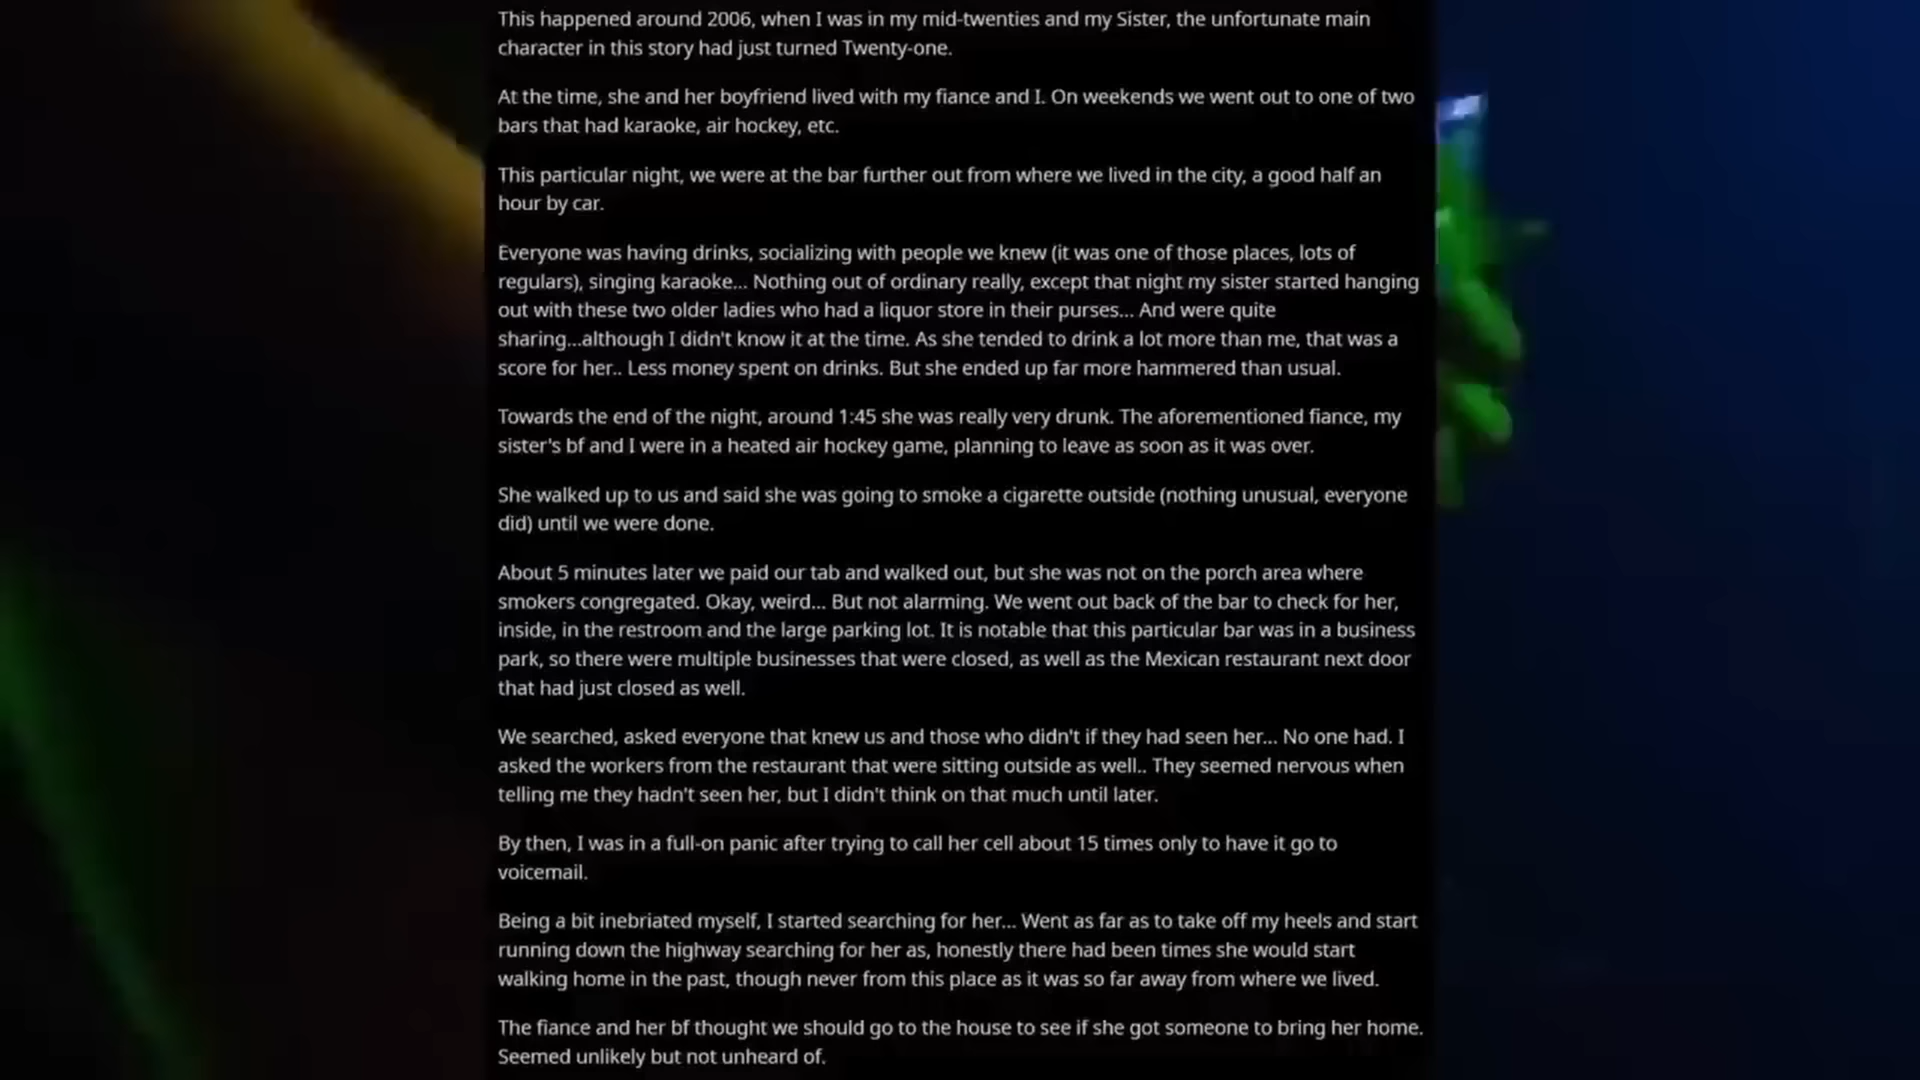 This happened around 2006, when I was in my mid-twenties and my Sister, the unfortunate main
character in this story had just turned Twenty-one.
At the time, she and her boyfriend lived with my fiance and I. On weekends we went out to one of two
bars that had karaoke, air hockey, etc.
This particular night, we were at the bar further out from where we lived in the city, a good half an
hour by car.
Everyone was having drinks, socializing with people we knew (it was one of those places, lots of
regulars), singing karaoke... Nothing out of ordinary really, except that night my sister started hanging
out with these two older ladies who had a liquor store in their purses... And were quite
sharing...although I didn't know it at the time. As she tended to drink a lot more than me, that was a
score for her.. Less money spent on drinks. But she ended up far more hammered than usual.
Towards the end of the night, around 1:45 she was really very drunk. The aforementioned fiance, my
sister's bf and I were in a heated air hockey game, planning to leave as soon as it was over.
She walked up to us and said she was going to smoke a cigarette outside (nothing unusual, everyone
did) until we were done.
About 5 minutes later we paid our tab and walked out, but she was not on the porch area where
smokers congregated. Okay, weird... But not alarming. We went out back of the bar to check for her,
inside, in the restroom and the large parking lot. It is notable that this particular bar was in a business
park, so there were multiple businesses that were closed, as well as the Mexican restaurant next door
that had just closed as well.
We searched, asked everyone that knew us and those who didn't if they had seen her... No one had. I
asked the workers from the restaurant that were sitting outside as well.. They seemed nervous when
telling me they hadn't seen her, but I didn't think on that much until later.
By then, I was in a full-on panic after trying to call her cell about 15 times only to have it go to
voicemail.
Being a bit inebriated myself, I started searching for her... Went as far as to take off my heels and start
running down the highway searching for her as, honestly there had been times she would start
walking home in the past, though never from this place as it was so far away from where we lived.
The fiance and her bf thought we should go to the house to see if she got someone to bring her home.
Seemed unlikely but not unheard of.